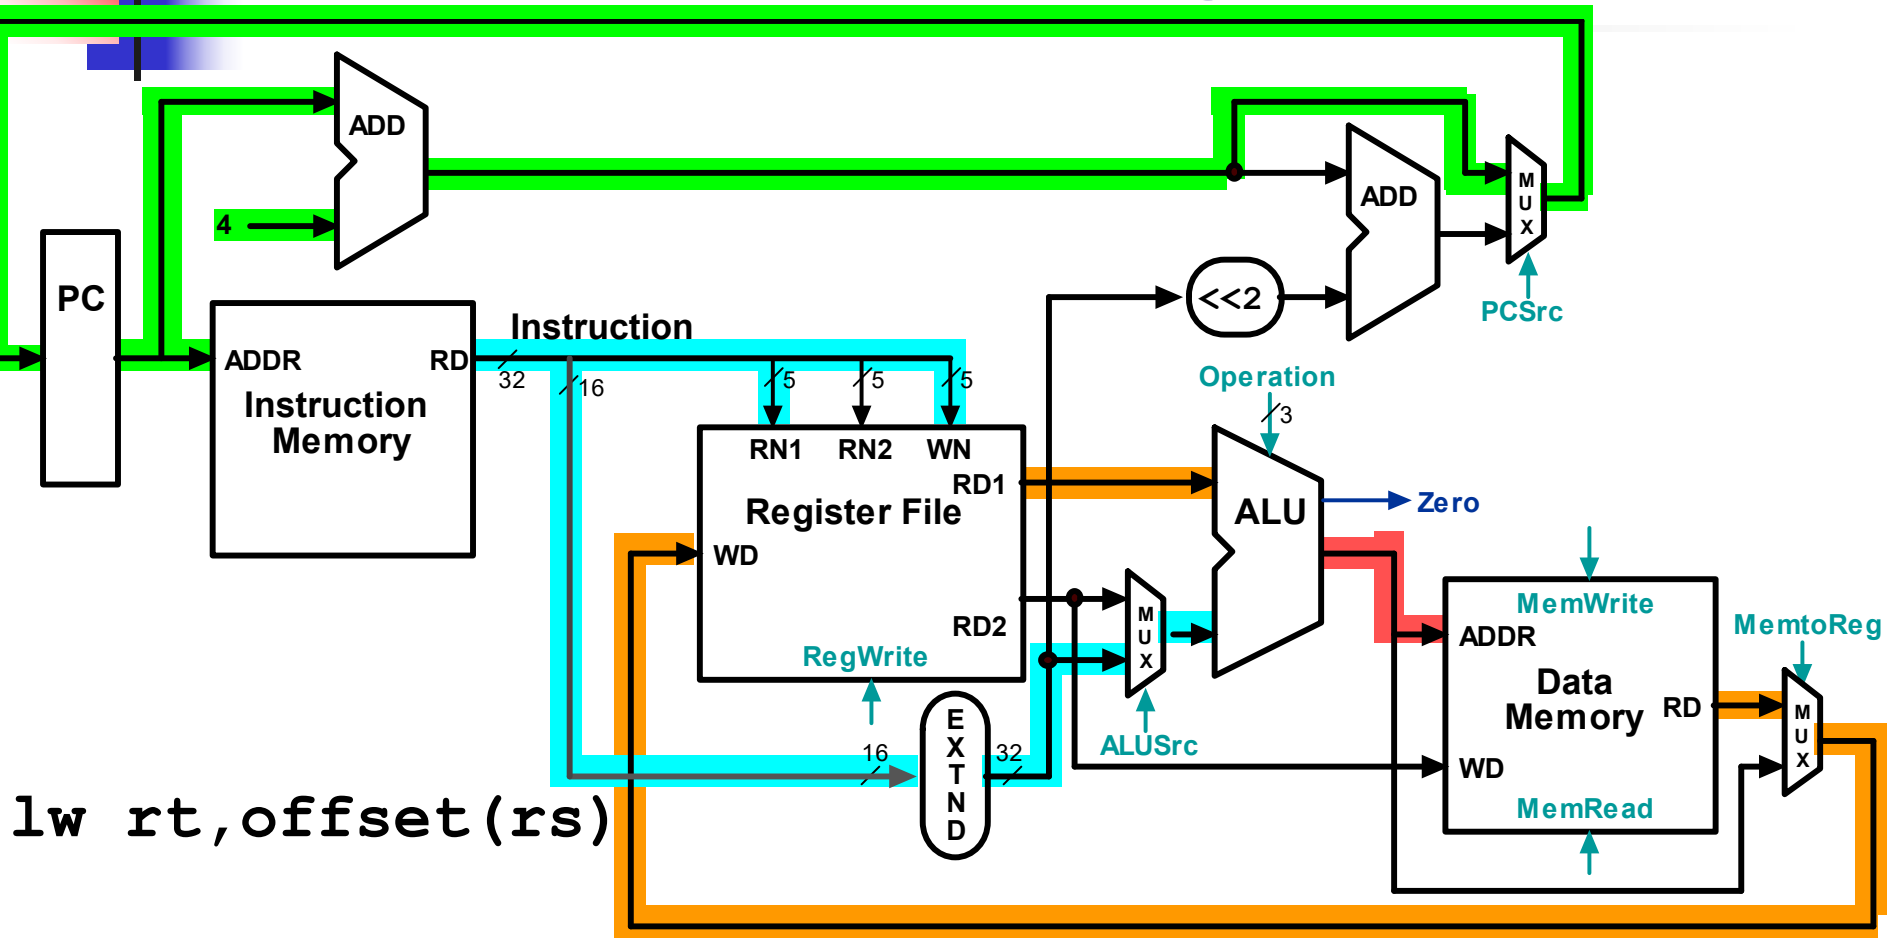 ADD
4
PC
ADD
M
U
X
<<2
PCSrc
Instruction
ADDR
RD
32
16
5
5
5
Operation
3
Instruction
Memory
RN1
RN2
WN
RD1
Register File
ALU
Zero
WD
RD2
RegWrite
M
U
X
ALUSrc
MemWrite
ADDR
MemtoReg
Data
Memory
RD
M
U
X
WD
MemRead
16
E
X
T
N
D
32
lw rt,offset(rs)